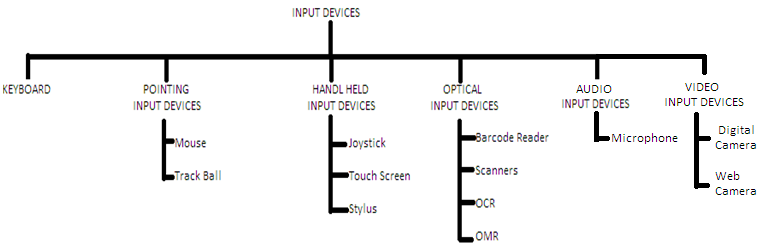 INPUT DEVICES
KEYBOARD
POINTING
INPUT DEVICES
Mouse
Track Ball
HANDL HELD
INPUT DEVICES
Joystick
Touch Screen
Stylus
OPTICAL
INPUT DEVICES
Barcode Reader
Scanners
OCR
OMR
AUDIO
INPUT DEVICES
Microphone
VIDEO
INPUT DEVICES
Digital
Camera
Web
Camera